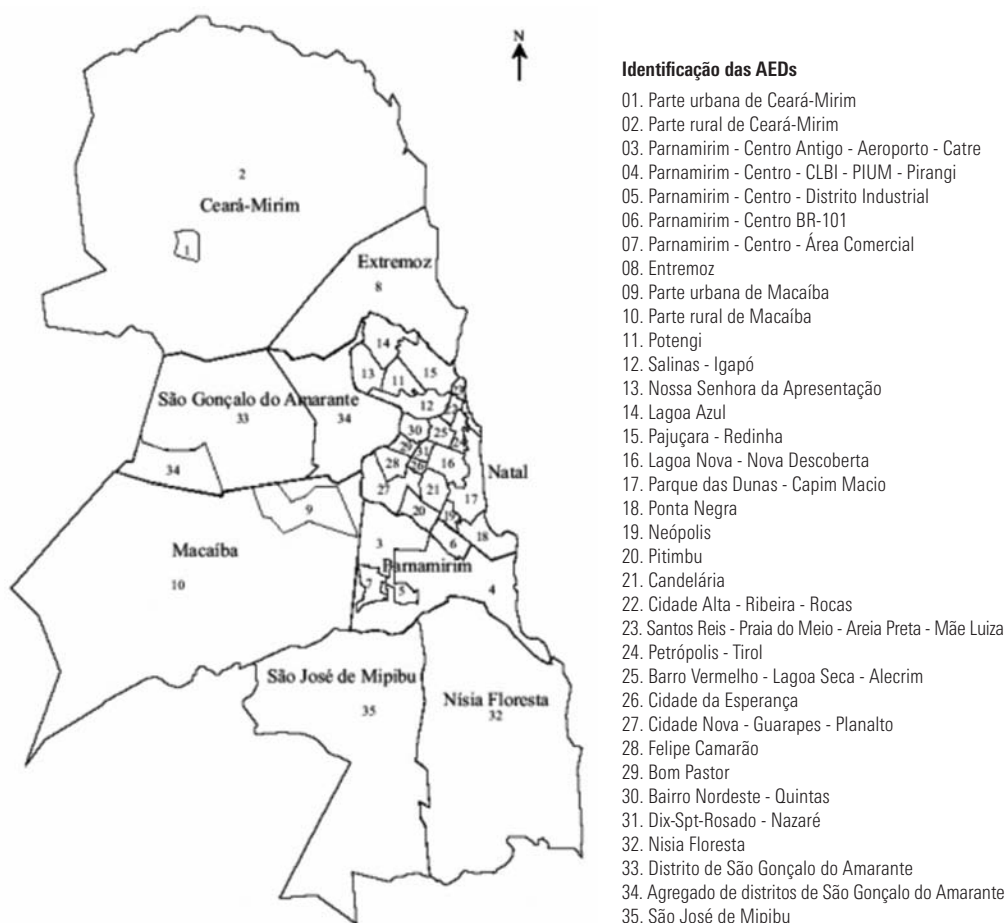 N
2
Ceará-Mirim
1
Extremoz
8
14
13
11
15
12
São Gonçalo do Amarante
33
34
34
30
25
24
29
31
28
26
16
27
21
17
20
19
18
Natal
9
3
6
Macaíba
10
Parnamirim
7
5
4
São José de Mipibu
35
Nísia Floresta
32
Identificação das AEDs
01. Parte urbana de Ceará-Mirim
02. Parte rural de Ceará-Mirim
03. Parnamirim - Centro Antigo - Aeroporto - Catre
04. Parnamirim - Centro - CLBI - PIUM - Pirangi
05. Parnamirim - Centro - Distrito Industrial
06. Parnamirim - Centro BR-101
07. Parnamirim - Centro - Área Comercial
08. Entremoz
09. Parte urbana de Macaíba
10. Parte rural de Macaíba
11. Potengi
12. Salinas - Igapó
13. Nossa Senhora da Apresentação
14. Lagoa Azul
15. Pajuçara - Redinha
16. Lagoa Nova - Nova Descoberta
17. Parque das Dunas - Capim Macio
18. Ponta Negra
19. Neópolis
20. Pitimbu
21. Candelária
22. Cidade Alta - Ribeira - Rocas
23. Santos Reis - Praia do Meio - Areia Preta - Mãe Luiza
24. Petrópolis - Tirol
25. Barro Vermelho - Lagoa Seca - Alecrim
26. Cidade da Esperança
27. Cidade Nova - Guarapes - Planalto
28. Felipe Camarão
29. Bom Pastor
30. Bairro Nordeste - Quintas
31. Dix-Spt-Rosado - Nazaré
32. Nisia Floresta
33. Distrito de São Gonçalo do Amarante
34. Agregado de distritos de São Gonçalo do Amarante
35. São José de Mipibu